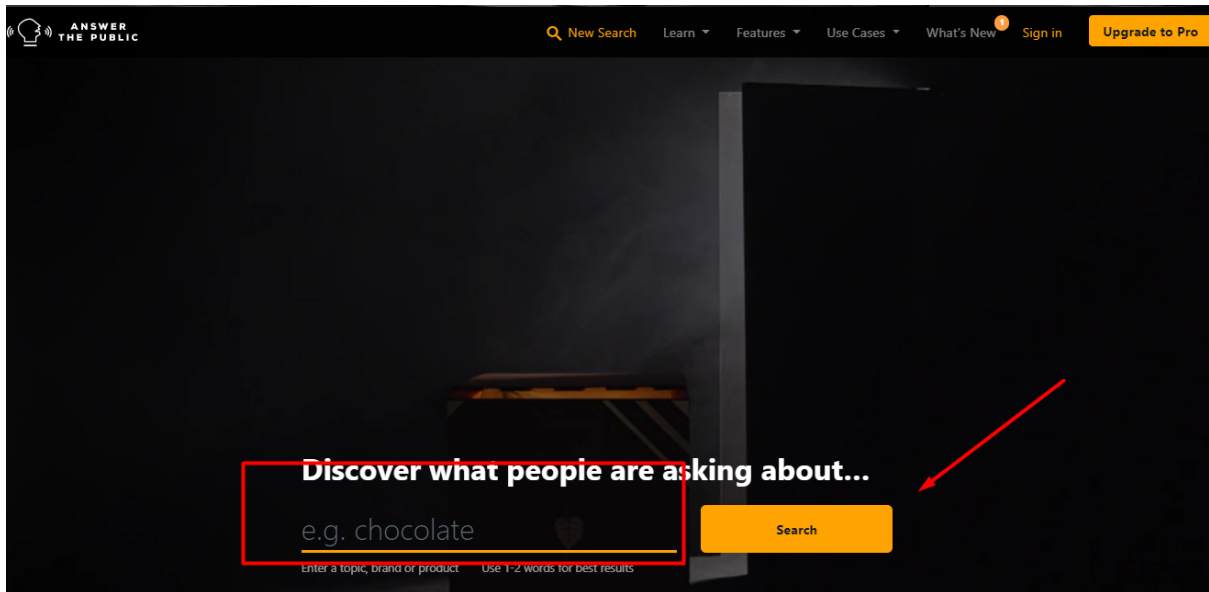 ANSWER
THE PUBLIC
New Search Learn Features Use Cases What's New 1 Sign in Upgrade to Pro
Discover what people are asking about...
e.g. chocolate
Search
Enter a topic, brand or product Use 1-2 words for best results